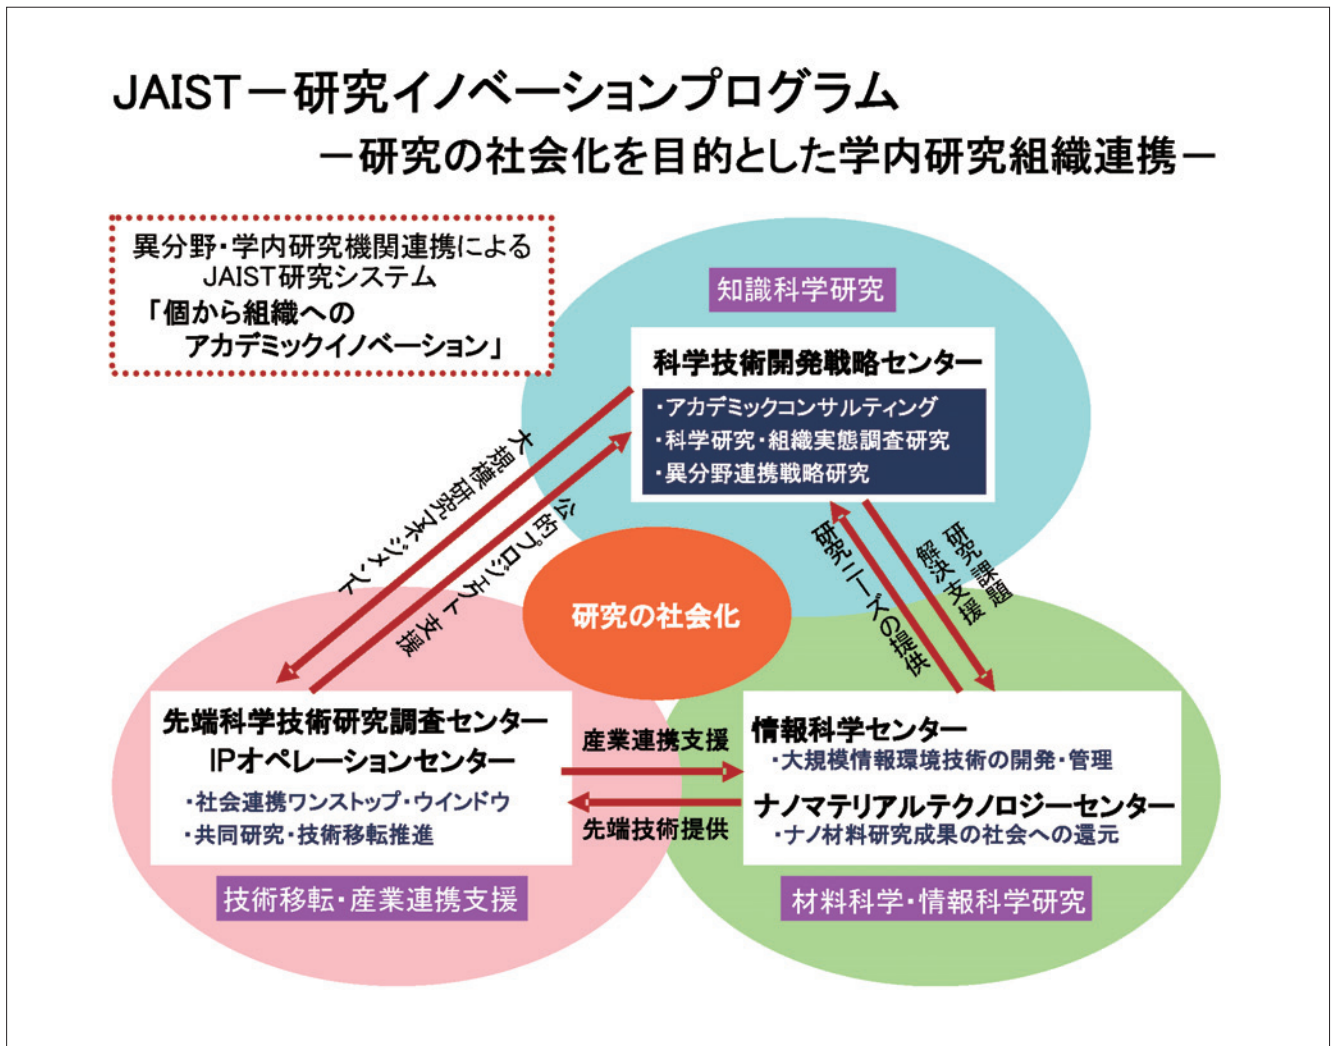 JAIST－研究イノベーションプログラム
－研究の社会化を目的とした学内研究組織連携－
異分野・学内研究機関連携による
JAIST研究システム
「個から組織への
アカデミックイノベーション」
知識科学研究
科学技術開発戦略センター
・アカデミックコンサルティング
・科学研究・組織実態調査研究
・異分野連携戦略研究
大規模研究マネジメント
公的プロジェクト支援
研究ニーズの提供
研究課題
解決支援
研究の社会化
先端科学技術研究調査センター
IPオペレーションセンター
・社会連携ワンストップ・ウインドウ
・共同研究・技術移転推進
技術移転・産業連携支援
産業連携支援
先端技術提供
情報科学センター
・大規模情報環境技術の開発・管理
ナノマテリアルテクノロジーセンター
・ナノ材料研究成果の社会への還元
材料科学・情報科学研究